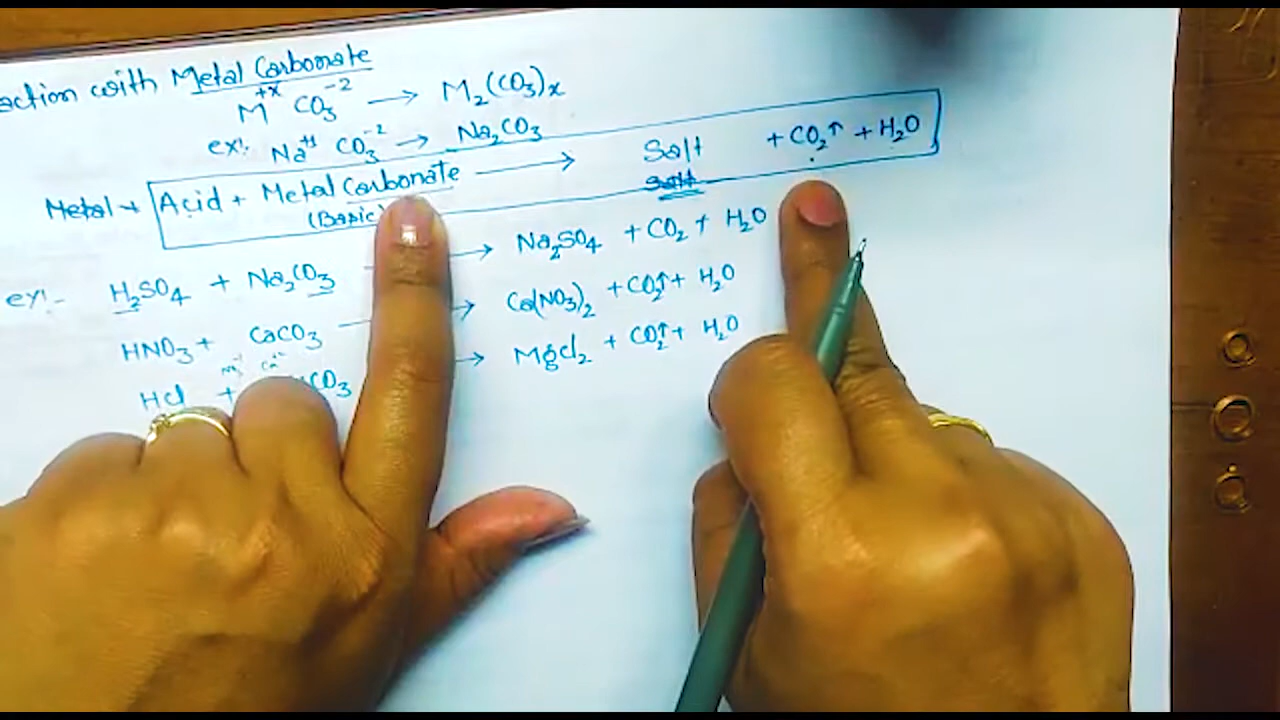 action with Metal Carbonate
M⁺ˣ CO₃⁻² → M₂(CO₃)ₓ
ex:- Na⁺¹ CO₃⁻² → Na₂CO₃
Metal + Acid + Metal Carbonate → Salt + CO₂↑ + H₂O
(Basic) Salt
ex:- H₂SO₄ + Na₂CO₃ → Na₂SO₄ + CO₂ + H₂O
HNO₃ + CaCO₃ → Ca(NO₃)₂ + CO₂↑ + H₂O
HCl + CO₃ → MgCl₂ + CO₂↑ + H₂O